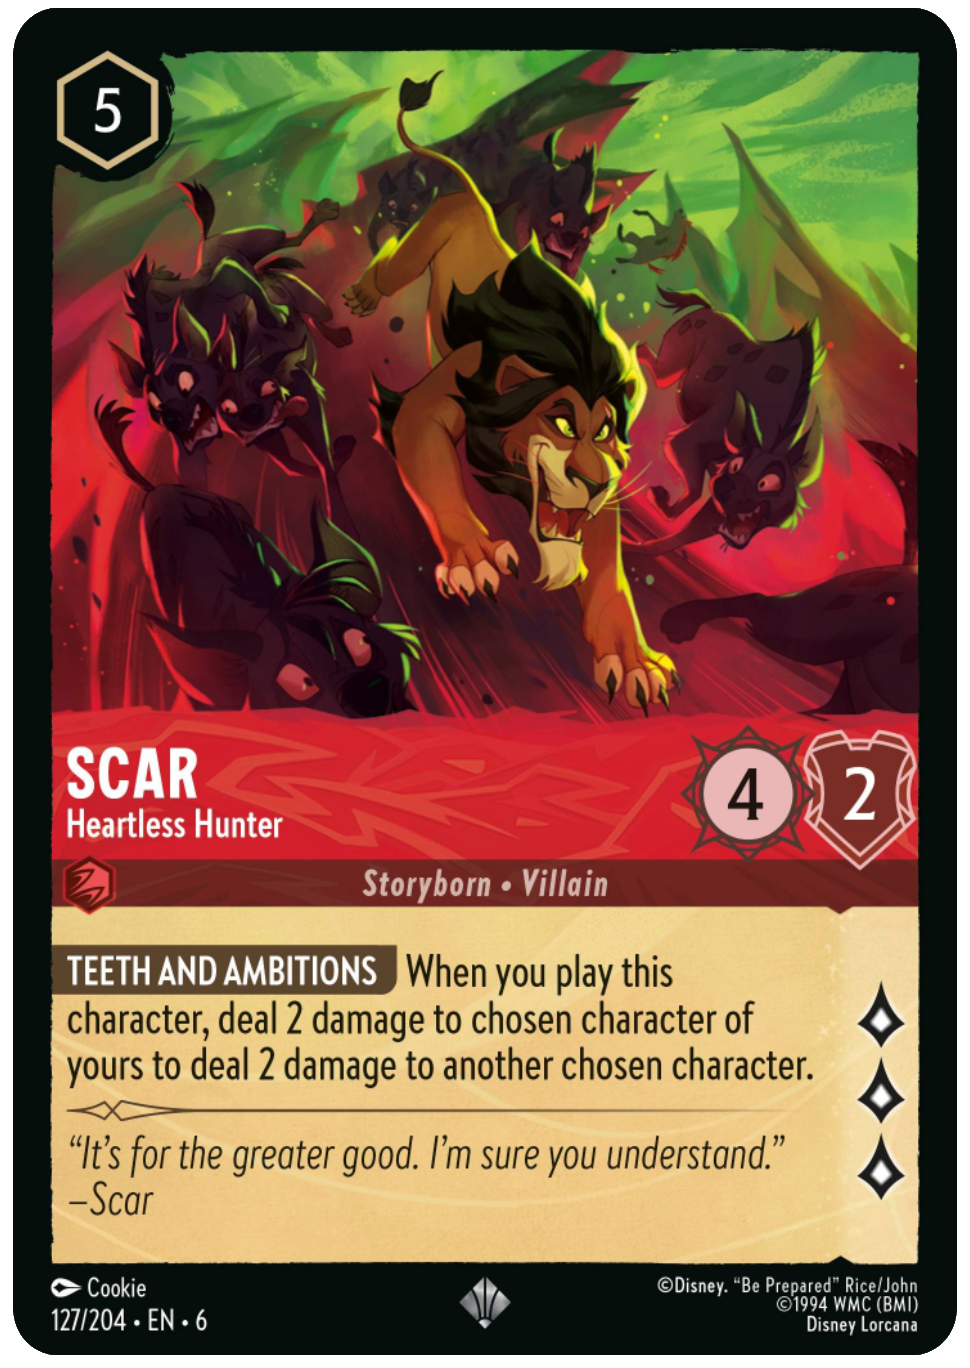 5
SCAR
Heartless Hunter
4
2
Storyborn • Villain
TEETH AND AMBITIONS When you play this
character, deal 2 damage to chosen character of
yours to deal 2 damage to another chosen character.
“It’s for the greater good. I’m sure you understand.”
–Scar
Cookie
127/204 • EN • 6
©Disney. “Be Prepared” Rice/John
©1994 WMC (BMI)
Disney Lorcana